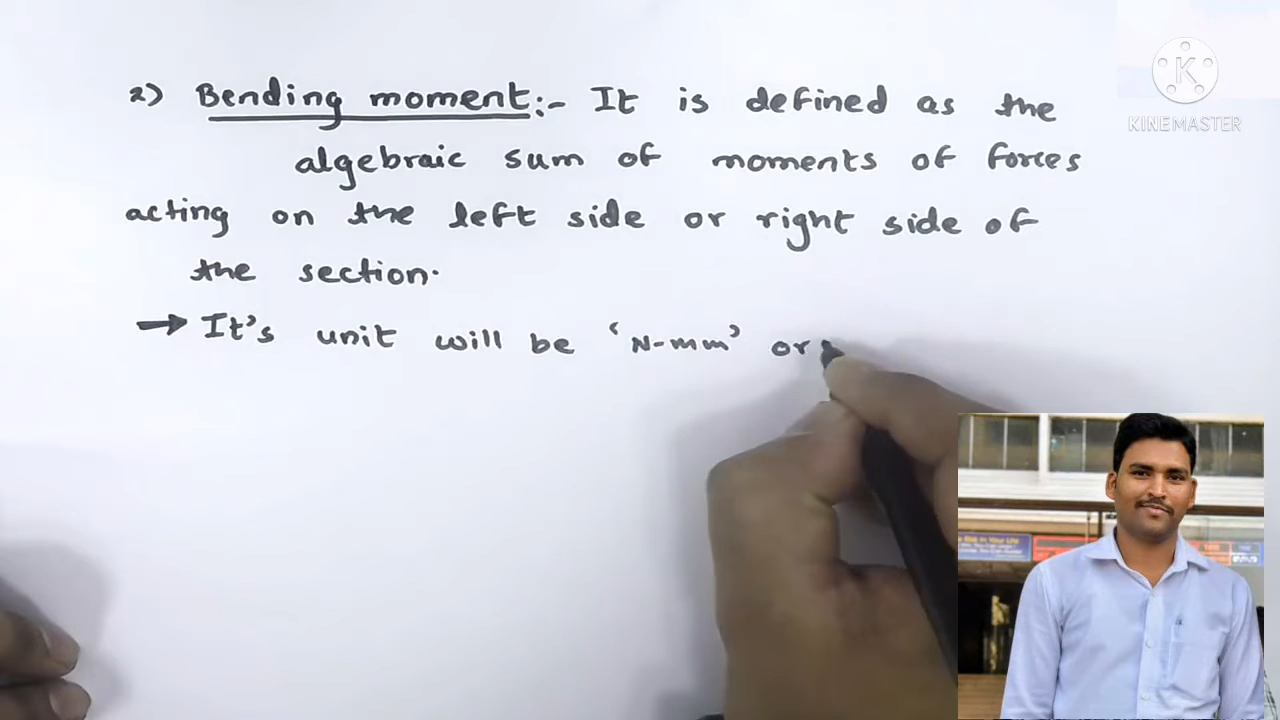 2) Bending moment:- It is defined as the
algebraic sum of moments of forces
acting on the left side or right side of
the section.
→ It's unit will be ‘N-mm’ or
K
KINEMASTER